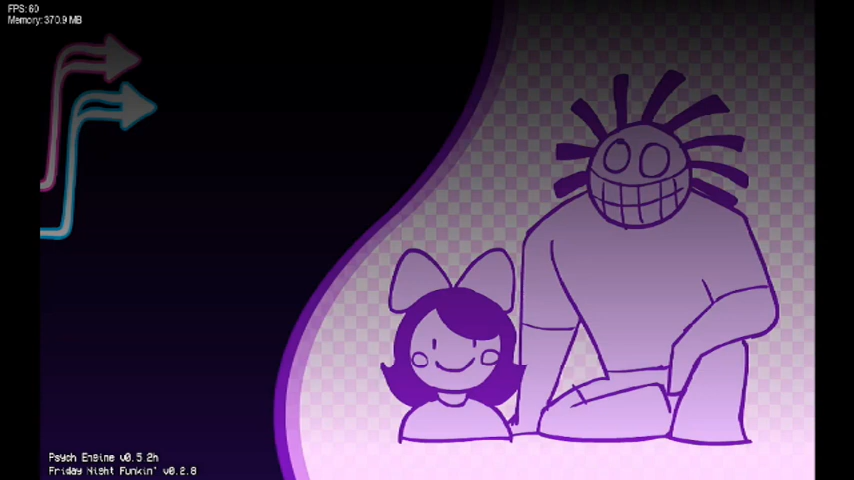 FPS: 60
Memory: 370.9 MB
Psych Engine v0.5.2h
Friday Night Funkin' v0.2.8